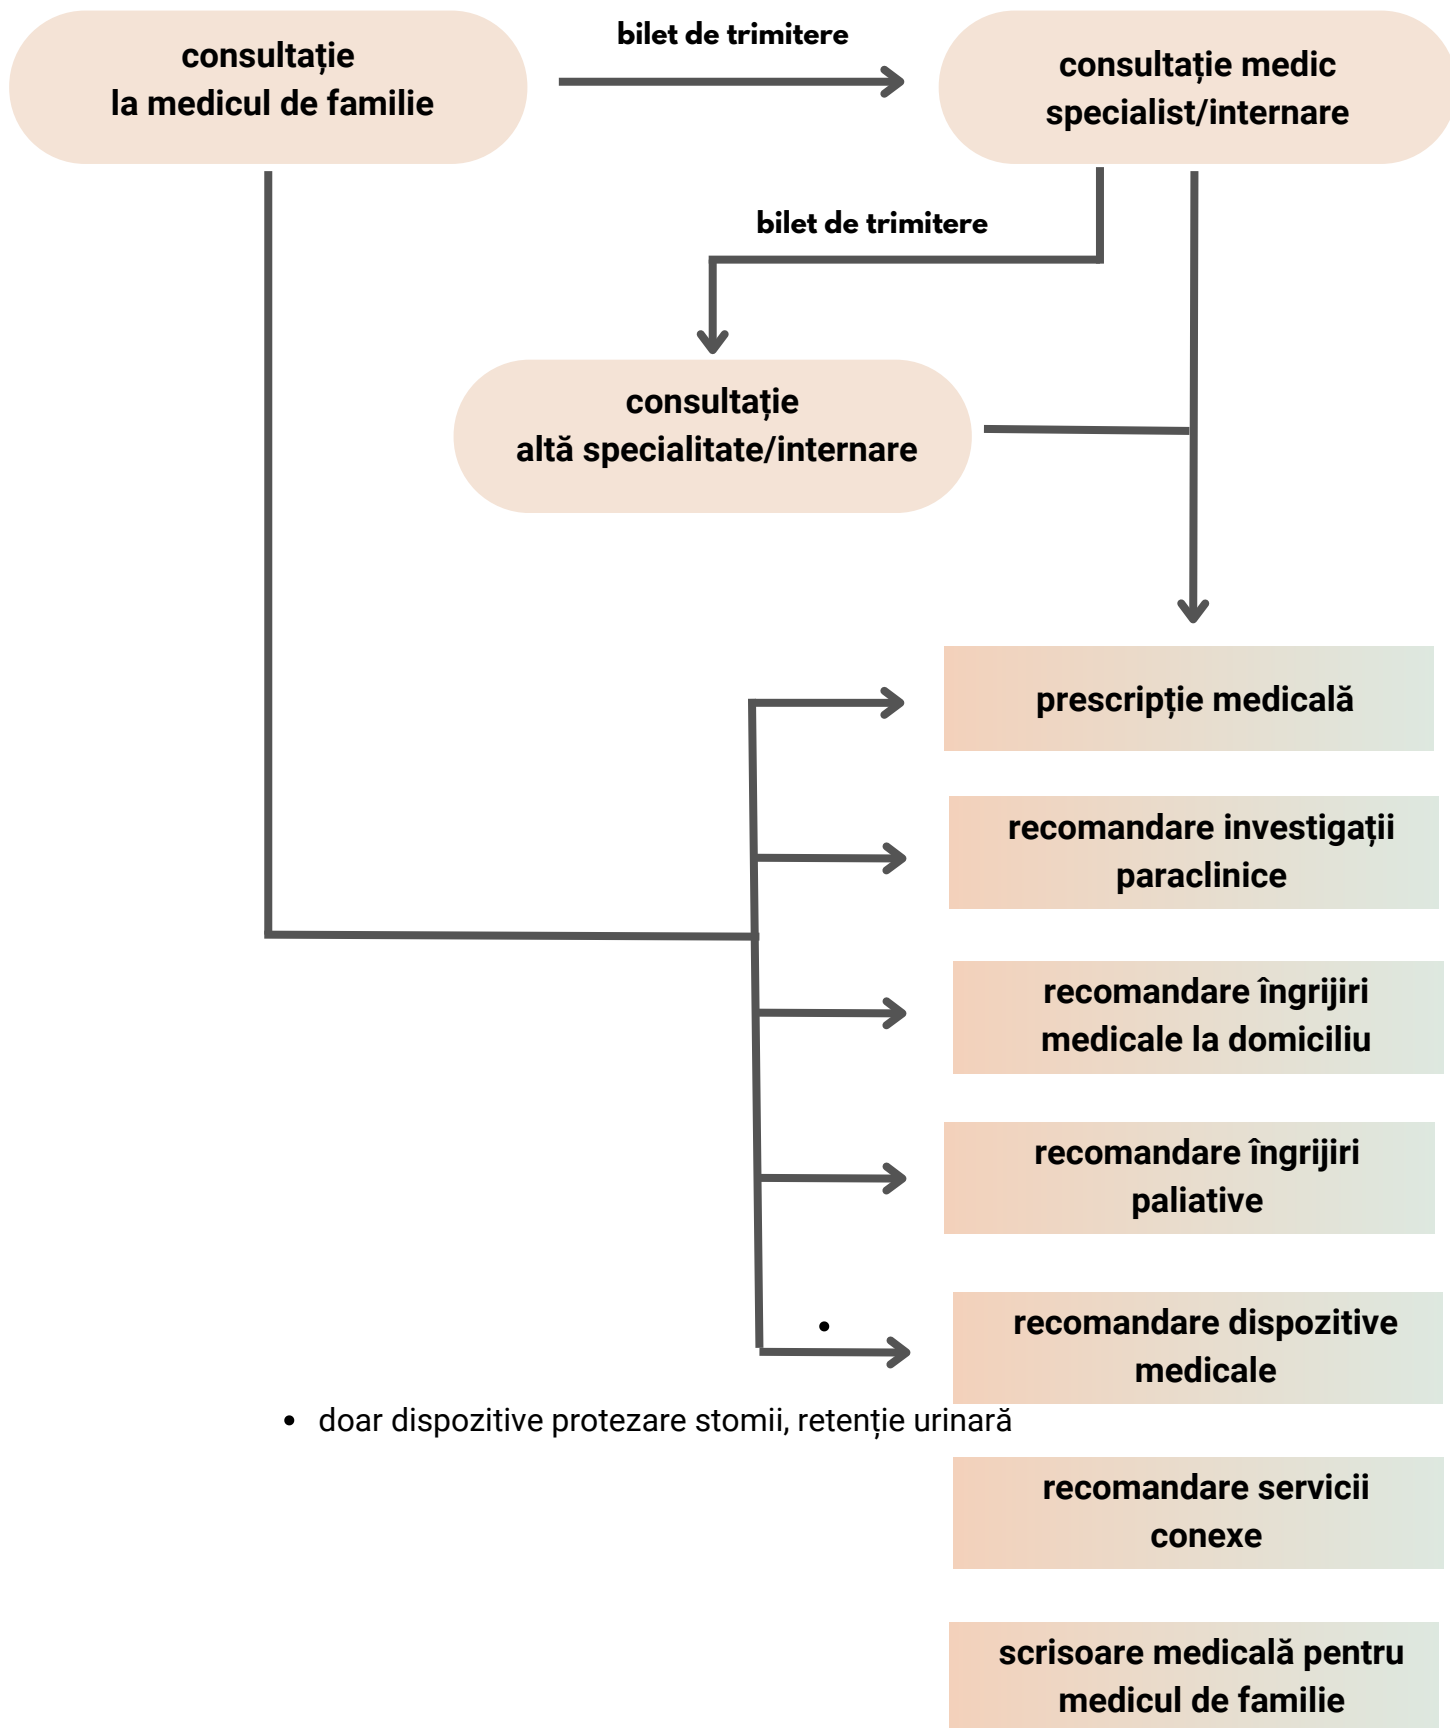 consultație
la medicul de familie
bilet de trimitere
consultație medic
specialist/internare
bilet de trimitere
consultație
altă specialitate/internare
prescripție medicală
recomandare investigații
paraclinice
recomandare îngrijiri
medicale la domiciliu
recomandare îngrijiri
paliative
recomandare dispozitive
medicale
• doar dispozitive protezare stomii, retenție urinară
recomandare servicii
conexe
scrisoare medicală pentru
medicul de familie